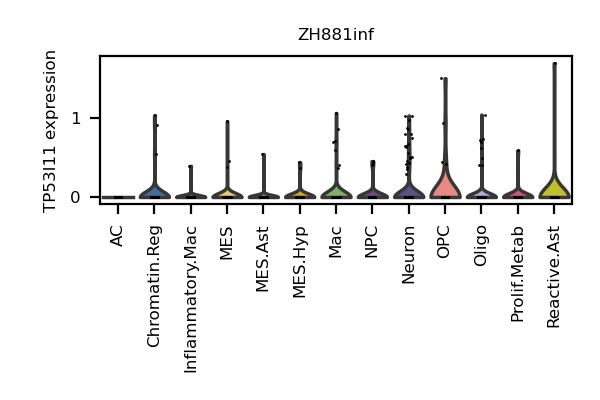 ZH881inf
TP53I11 expression
1
0
AC
Chromatin.Reg
Inflammatory.Mac
MES
MES.Ast
MES.Hyp
Mac
NPC
Neuron
OPC
Oligo
Prolif.Metab
Reactive.Ast